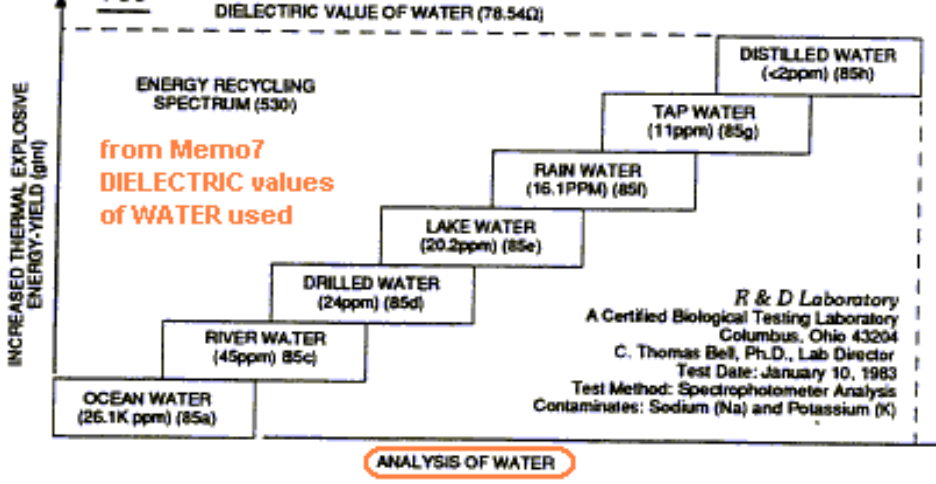 DIELECTRIC VALUE OF WATER (78.54Ω)
DISTILLED WATER
(<2ppm) (85h)
ENERGY RECYCLING
SPECTRUM (530i)
TAP WATER
(11ppm) (85g)
from Memo7
DIELECTRIC values
of WATER used
RAIN WATER
(16.1PPM) (85f)
LAKE WATER
(20.2ppm) (85e)
DRILLED WATER
(24ppm) (85d)
RIVER WATER
(45ppm) 85c)
OCEAN WATER
(26.1K ppm) (85a)
INCREASED THERMAL EXPLOSIVE
ENERGY-YIELD (gtnt)
R & D Laboratory
A Certified Biological Testing Laboratory
Columbus, Ohio 43204
C. Thomas Bell, Ph.D., Lab Director
Test Date: January 10, 1983
Test Method: Spectrophotometer Analysis
Contaminates: Sodium (Na) and Potassium (K)
ANALYSIS OF WATER